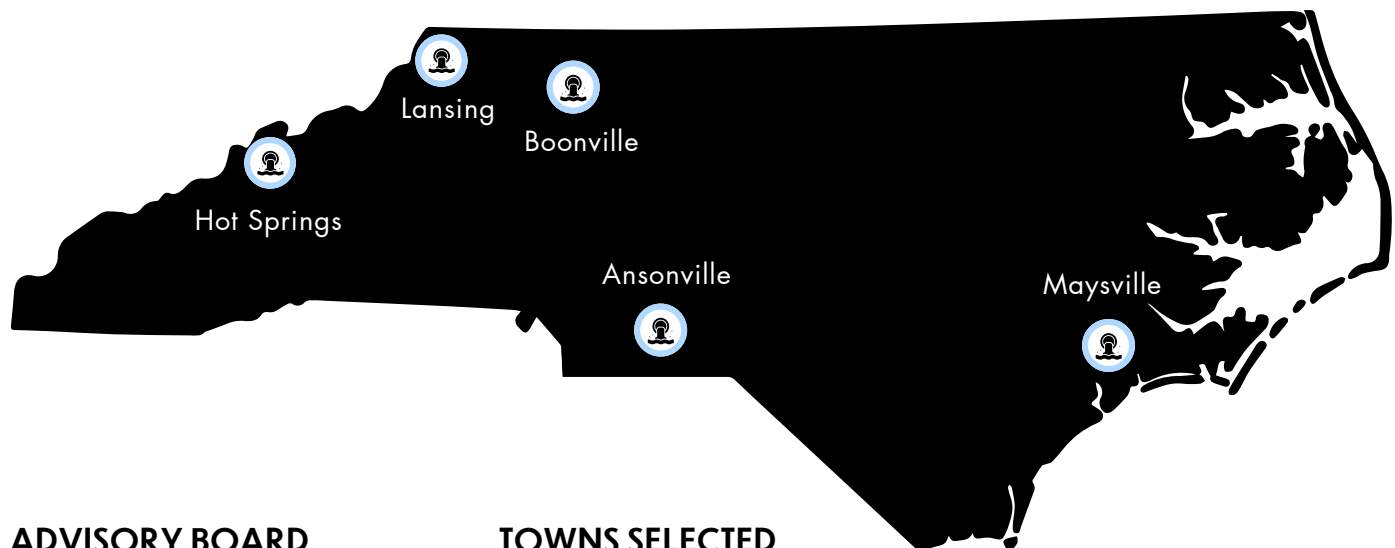 Lansing
Boonville
Hot Springs
Ansonville
Maysville
ADVISORY BOARD
TOWNS SELECTED